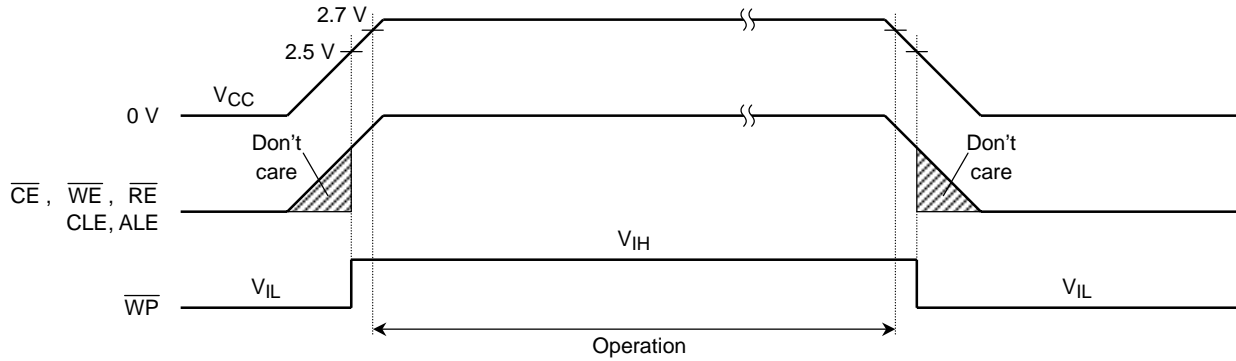 2.7 V
2.5 V
VCC
0 V
Don't
care
Don't
care
CE , WE , RE
CLE, ALE
VIH
VIL
VIL
WP
Operation